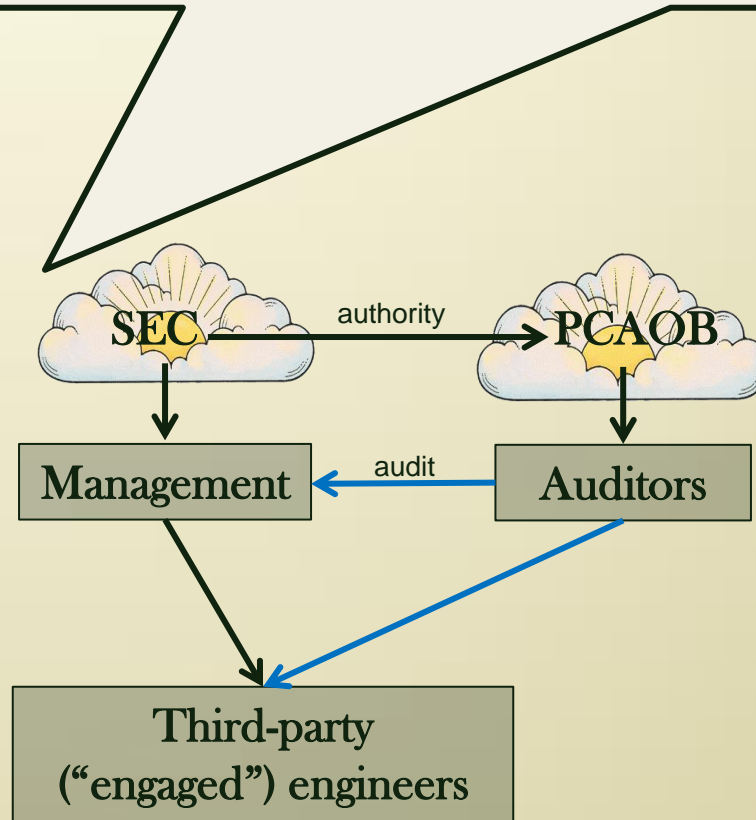 authority
SEC
PCAOB
audit
Management
Auditors
Third-party
(“engaged”) engineers